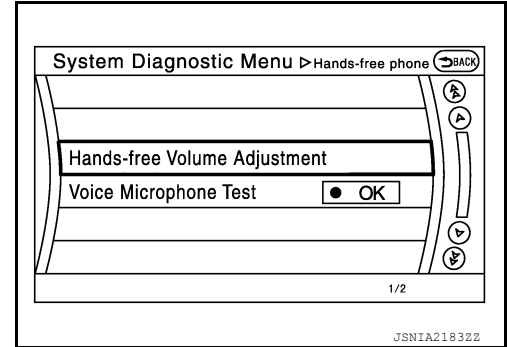 System Diagnostic Menu ▷Hands-free phone BACK
Hands-free Volume Adjustment
Voice Microphone Test ● OK
1/2
JSNIA2183ZZ